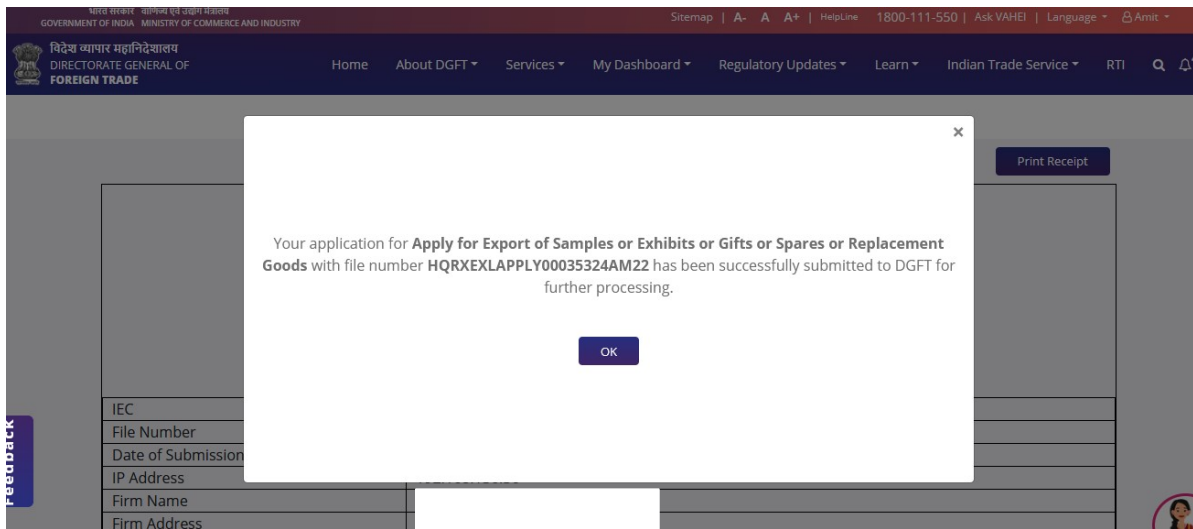 भारत सरकार वाणिज्य एवं उद्योग मंत्रालय
GOVERNMENT OF INDIA MINISTRY OF COMMERCE AND INDUSTRY
Sitemap | A- A A+ | HelpLine 1800-111-550 | Ask VAHEI | Language Amit
विदेश व्यापार महानिदेशालय
DIRECTORATE GENERAL OF
FOREIGN TRADE
Home About DGFT Services My Dashboard Regulatory Updates Learn Indian Trade Service RTI
×
Print Receipt
Your application for Apply for Export of Samples or Exhibits or Gifts or Spares or Replacement
Goods with file number HQRXEXLAPPLY00035324AM22 has been successfully submitted to DGFT for
further processing.
OK
IEC
File Number
Date of Submission
IP Address
Firm Name
Firm Address
Feedback